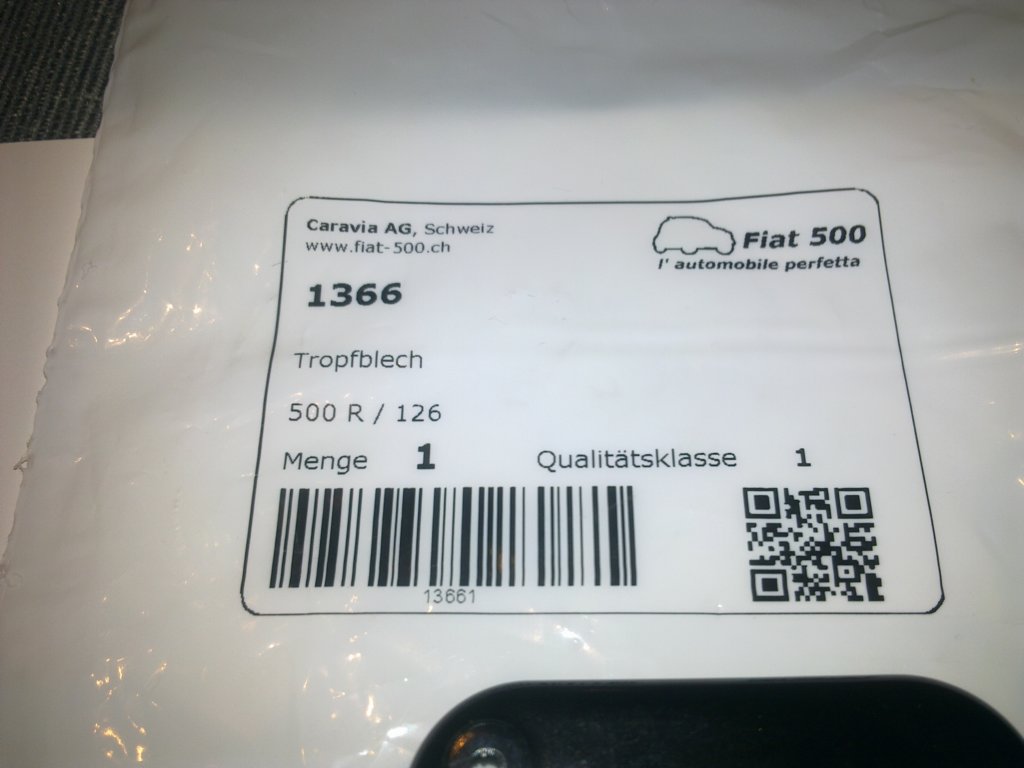 Caravia AG, Schweiz
www.fiat-500.ch
Fiat 500
l' automobile perfetta
1366
Tropfblech
500 R / 126
Menge 1 Qualitätsklasse 1
13661